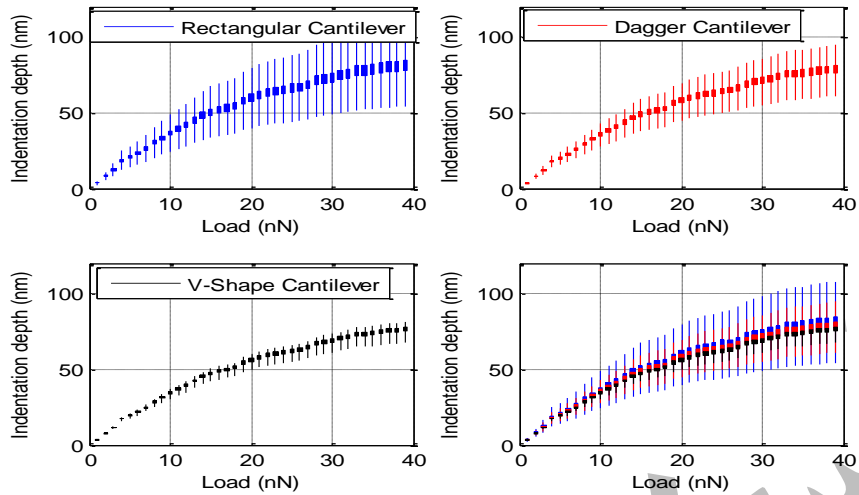 Rectangular Cantilever
100
50
0
Indentation depth (nm)
0 10 20 30 40
Load (nN)
Dagger Cantilever
100
50
0
Indentation depth (nm)
0 10 20 30 40
Load (nN)
V-Shape Cantilever
100
50
0
Indentation depth (nm)
0 10 20 30 40
Load (nN)
100
50
0
Indentation depth (nm)
0 10 20 30 40
Load (nN)